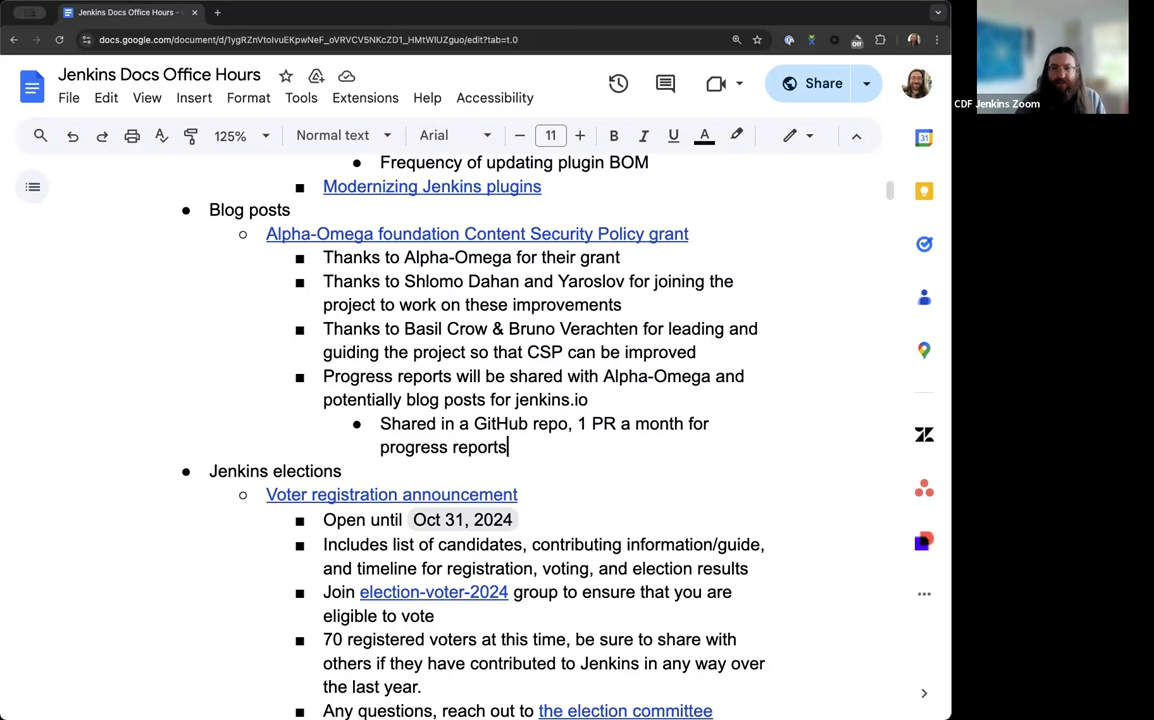 Jenkins Docs Office Hours -
docs.google.com/document/d/1ygRZnVtoIvuEKpwNeF_oVRVCV5NKcZD1_HMtWlUZguo/edit?tab=t.0
Off
Jenkins Docs Office Hours
File Edit View Insert Format Tools Extensions Help Accessibility
Share
125% Normal text Arial 11 B I U A
CDF Jenkins Zoom
31
Frequency of updating plugin BOM
Modernizing Jenkins plugins
Blog posts
Alpha-Omega foundation Content Security Policy grant
Thanks to Alpha-Omega for their grant
Thanks to Shlomo Dahan and Yaroslov for joining the
project to work on these improvements
Thanks to Basil Crow & Bruno Verachten for leading and
guiding the project so that CSP can be improved
Progress reports will be shared with Alpha-Omega and
potentially blog posts for jenkins.io
Shared in a GitHub repo, 1 PR a month for
progress reports
Jenkins elections
Voter registration announcement
Open until Oct 31, 2024
Includes list of candidates, contributing information/guide,
and timeline for registration, voting, and election results
Join election-voter-2024 group to ensure that you are
eligible to vote
70 registered voters at this time, be sure to share with
others if they have contributed to Jenkins in any way over
the last year.
Any questions, reach out to the election committee